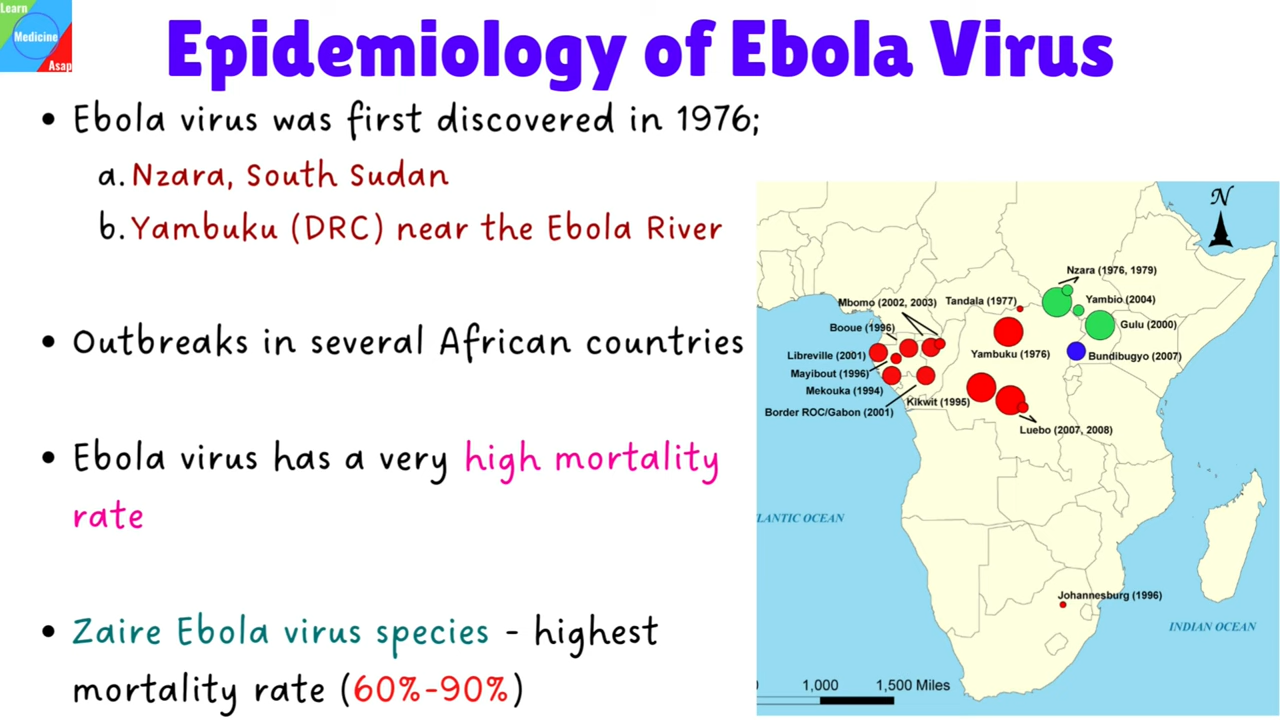 Learn
Medicine
Asap
Epidemiology of Ebola Virus
• Ebola virus was first discovered in 1976;
a. Nzara, South Sudan
b. Yambuku (DRC) near the Ebola River
• Outbreaks in several African countries
• Ebola virus has a very high mortality
rate
• Zaire Ebola virus species - highest
mortality rate (60%-90%)
N
Nzara (1976, 1979)
Mbomo (2002, 2003)
Tandala (1977)
Yambio (2004)
Booue (1996)
Gulu (2000)
Libreville (2001)
Yambuku (1976)
Bundibugyo (2007)
Mayibout (1996)
Mekouka (1994)
Kikwit (1995)
Border ROC/Gabon (2001)
Luebo (2007, 2008)
LANTIC OCEAN
Johannesburg (1996)
INDIAN OCEAN
1,000 1,500 Miles